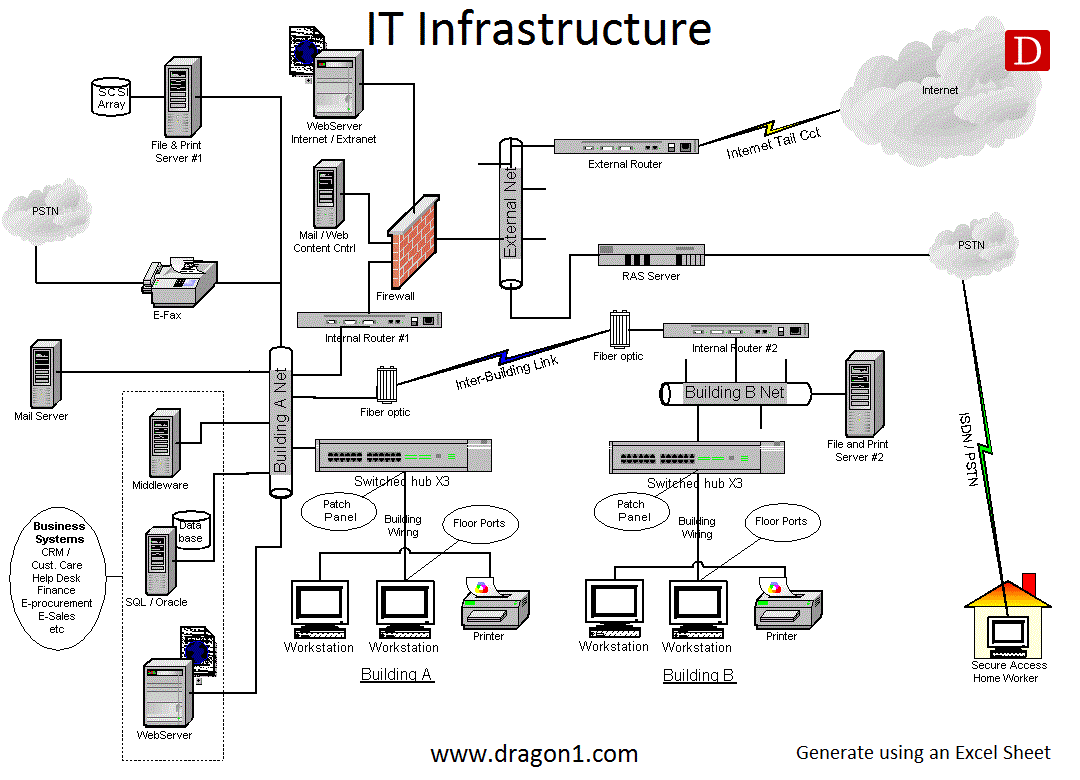 IT Infrastructure
D
SCSI
Array
File & Print
Server #1
WebServer
Internet / Extranet
Internet
Internet Tail Cct
External Router
External Net
Mail / Web
Content Cntrl
PSTN
Firewall
RAS Server
PSTN
E-Fax
Internal Router #1
Fiber optic
Internal Router #2
Inter-Building Link
Building A Net
Fiber optic
Building B Net
Mail Server
File and Print
Server #2
ISDN / PSTN
Middleware
Switched hub X3
Switched hub X3
Patch
Panel
Building
Wiring
Floor Ports
Patch
Panel
Building
Wiring
Floor Ports
Business
Systems
CRM /
Cust. Care
Help Desk
Finance
E-procurement
E-Sales
etc
Data
base
SQL / Oracle
Workstation
Workstation
Printer
Workstation
Workstation
Printer
Building A
Building B
Secure Access
Home Worker
WebServer
www.dragon1.com
Generate using an Excel Sheet